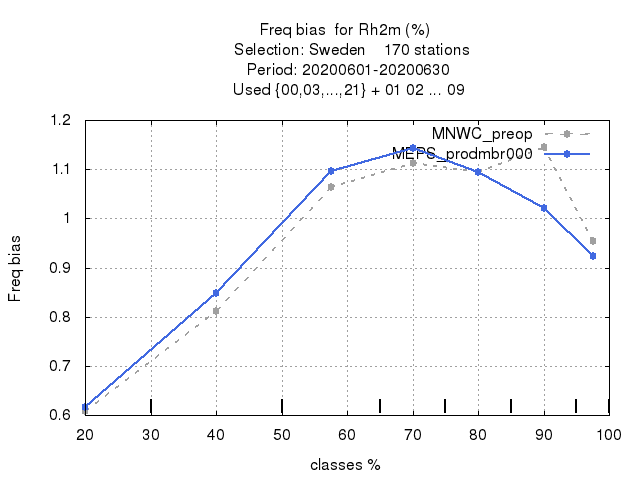 Freq bias  for Rh2m (%)
Selection: Sweden    170 stations
Period: 20200601-20200630
Used {00,03,...,21} + 01 02 ... 09
MNWC_preop
MEPS_prodmbr000
1.2
1.1
1
0.9
0.8
0.7
0.6
Freq bias
20 30 40 50 60 70 80 90 100
classes %